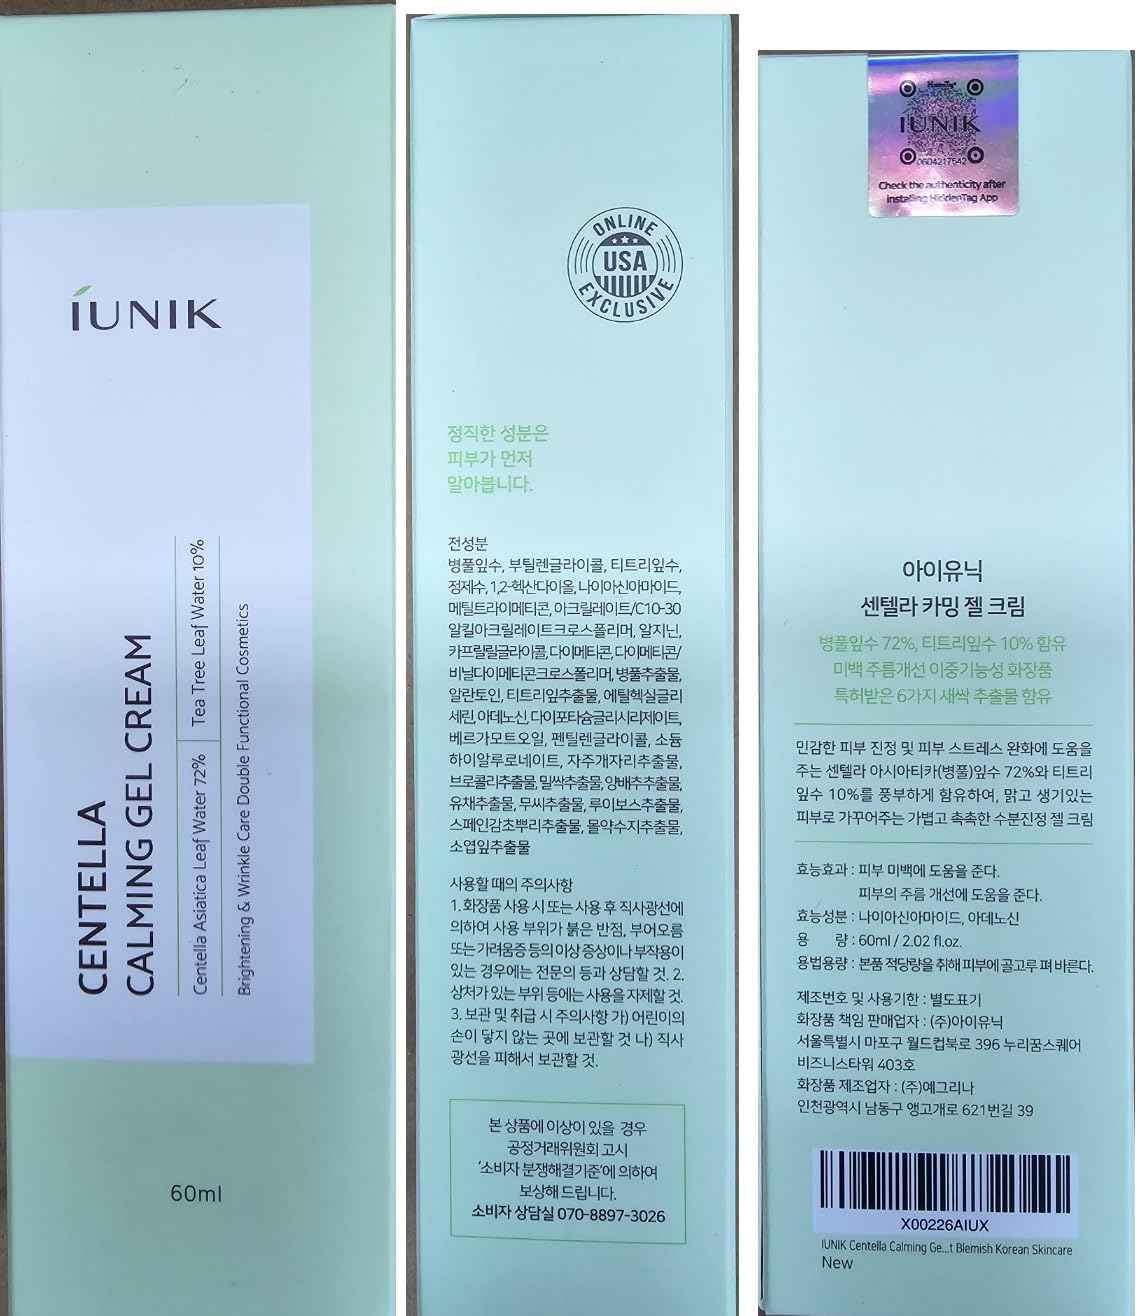 IUNIK
CENTELLA
CALMING GEL CREAM
Centella Asiatica Leaf Water 72%
Tea Tree Leaf Water 10%
Brightening & Wrinkle Care Double Functional Cosmetics
60ml
ONLINE
USA
EXCLUSIVE
정직한 성분은
피부가 먼저
알아봅니다.
전성분
병풀잎수, 부틸렌글라이콜, 티트리잎수,
정제수, 1,2-헥산다이올, 나이아신아마이드,
메틸트라이메티콘, 아크릴레이트/C10-30
알킬아크릴레이트크로스폴리머, 알지닌,
카프릴릴글라이콜, 다이메티콘, 다이메티콘/
비닐다이메티콘크로스폴리머, 병풀추출물,
알란토인, 티트리잎추출물, 에틸헥실글리
세린, 아데노신, 다이포타슘글리시리제이트,
베르가모트오일, 펜틸렌글라이콜, 소듐
하이알루로네이트, 자주개자리추출물,
브로콜리추출물, 밀싹추출물, 양배추추출물,
유채추출물, 무씨추출물, 루이보스추출물,
스페인감초뿌리추출물, 몰약수지추출물,
소엽잎추출물
사용할 때의 주의사항
1. 화장품 사용 시 또는 사용 후 직사광선에
의하여 사용 부위가 붉은 반점, 부어오름
또는 가려움증 등의 이상 증상이나 부작용이
있는 경우에는 전문의 등과 상담할 것. 2.
상처가 있는 부위 등에는 사용을 자제할 것.
3. 보관 및 취급 시 주의사항 가) 어린이의
손이 닿지 않는 곳에 보관할 것 나) 직사
광선을 피해서 보관할 것.
본 상품에 이상이 있을 경우
공정거래위원회 고시
'소비자 분쟁해결기준'에 의하여
보상해 드립니다.
소비자 상담실 070-8897-3026
HiddenTag
IUNIK
0604217542
Check the authenticity after
installing HiddenTag App
아이유닉
센텔라 카밍 젤 크림
병풀잎수 72%, 티트리잎수 10% 함유
미백 주름개선 이중기능성 화장품
특허받은 6가지 새싹 추출물 함유
민감한 피부 진정 및 피부 스트레스 완화에 도움을
주는 센텔라 아시아티카(병풀)잎수 72%와 티트리
잎수 10%를 풍부하게 함유하여, 맑고 생기있는
피부로 가꾸어주는 가볍고 촉촉한 수분진정 젤 크림
효능효과 : 피부 미백에 도움을 준다.
피부의 주름 개선에 도움을 준다.
효능성분 : 나이아신아마이드, 아데노신
용 량 : 60ml / 2.02 fl.oz.
용법용량 : 본품 적당량을 취해 피부에 골고루 펴 바른다.
제조번호 및 사용기한 : 별도표기
화장품 책임 판매업자 : (주)아이유닉
서울특별시 마포구 월드컵북로 396 누리꿈스퀘어
비즈니스타워 403호
화장품 제조업자 : (주)예그리나
인천광역시 남동구 앵고개로 621번길 39
X00226AIUX
IUNIK Centella Calming Ge...t Blemish Korean Skincare
New